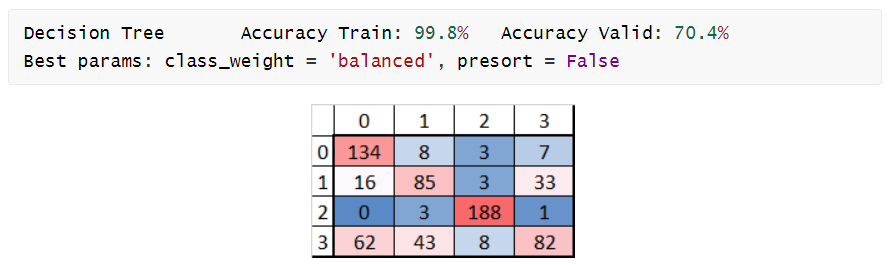 Decision Tree Accuracy Train: 99.8% Accuracy Valid: 70.4%
Best params: class_weight = 'balanced', presort = False
0 1 2 3
0 134 8 3 7
1 16 85 3 33
2 0 3 188 1
3 62 43 8 82